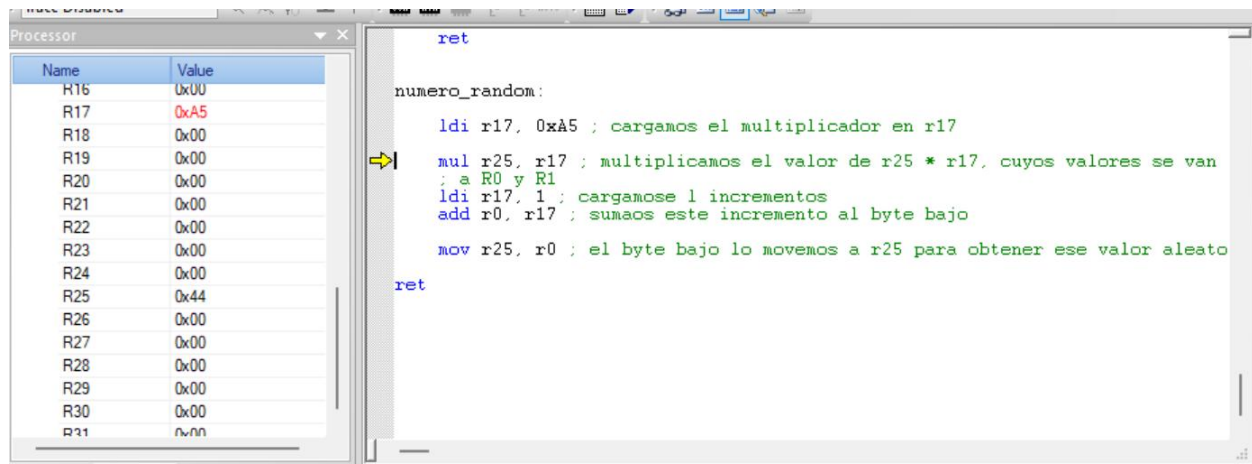 Trace Disabled
Processor
Name Value
R16 0x00
R17 0xA5
R18 0x00
R19 0x00
R20 0x00
R21 0x00
R22 0x00
R23 0x00
R24 0x00
R25 0x44
R26 0x00
R27 0x00
R28 0x00
R29 0x00
R30 0x00
R31 0x00
ret
numero_random:
ldi r17, 0xA5 ; cargamos el multiplicador en r17
mul r25, r17 ; multiplicamos el valor de r25 * r17, cuyos valores se van
; a R0 y R1
ldi r17, 1 ; cargamose l incrementos
add r0, r17 ; sumaos este incremento al byte bajo
mov r25, r0 ; el byte bajo lo movemos a r25 para obtener ese valor aleato
ret